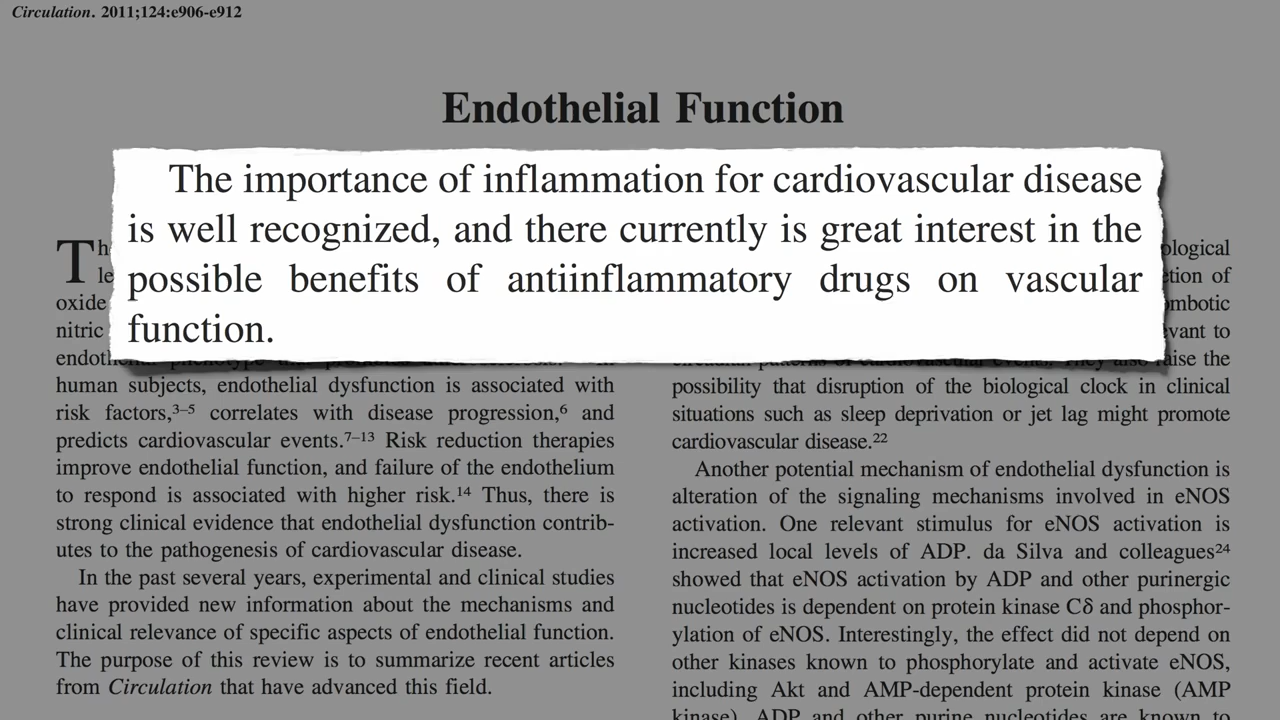 Circulation. 2011;124:e906-e912
Endothelial Function
The importance of inflammation for cardiovascular disease
is well recognized, and there currently is great interest in the
possible benefits of antiinflammatory drugs on vascular
function.
oxide
nitric
human subjects, endothelial dysfunction is associated with
risk factors,³⁻⁵ correlates with disease progression,⁶ and
predicts cardiovascular events.⁷⁻¹³ Risk reduction therapies
improve endothelial function, and failure of the endothelium
to respond is associated with higher risk.¹⁴ Thus, there is
strong clinical evidence that endothelial dysfunction contrib-
utes to the pathogenesis of cardiovascular disease.
In the past several years, experimental and clinical studies
have provided new information about the mechanisms and
clinical relevance of specific aspects of endothelial function.
The purpose of this review is to summarize recent articles
from Circulation that have advanced this field.
of
to
raise the
possibility that disruption of the biological clock in clinical
situations such as sleep deprivation or jet lag might promote
cardiovascular disease.²²
Another potential mechanism of endothelial dysfunction is
alteration of the signaling mechanisms involved in eNOS
activation. One relevant stimulus for eNOS activation is
increased local levels of ADP. da Silva and colleagues²⁴
showed that eNOS activation by ADP and other purinergic
nucleotides is dependent on protein kinase Cδ and phosphor-
ylation of eNOS. Interestingly, the effect did not depend on
other kinases known to phosphorylate and activate eNOS,
including Akt and AMP-dependent protein kinase (AMP
kinase). ADP and other purine nucleotides are known to